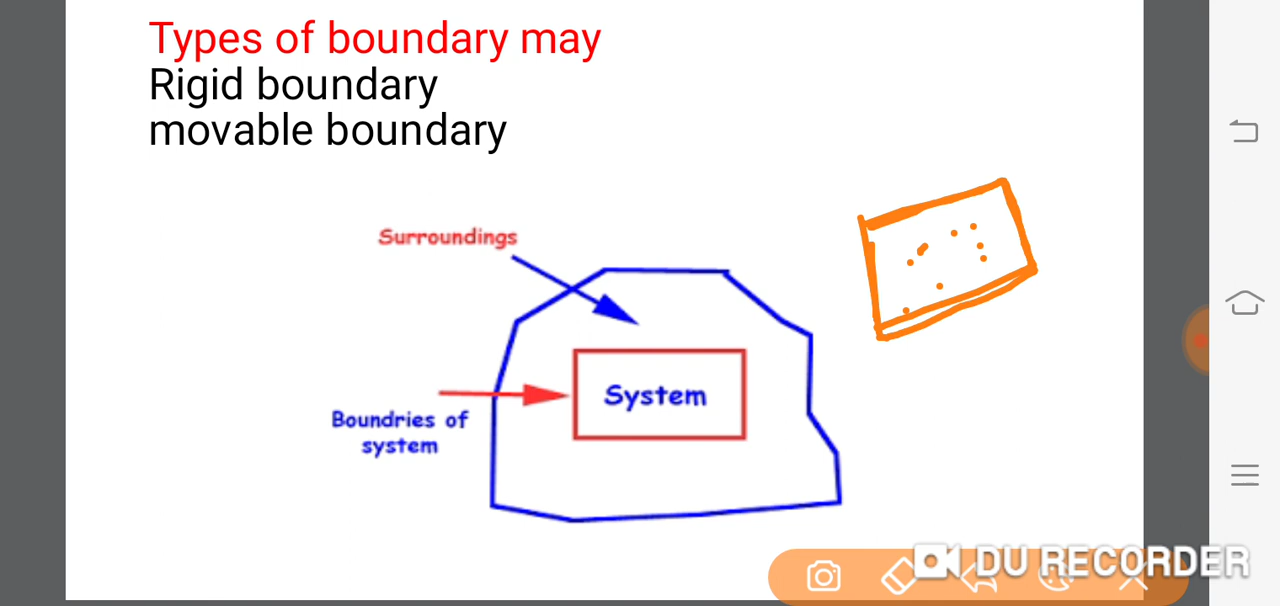 Types of boundary may
Rigid boundary
movable boundary
Surroundings
System
Boundries of
system
DU RECORDER